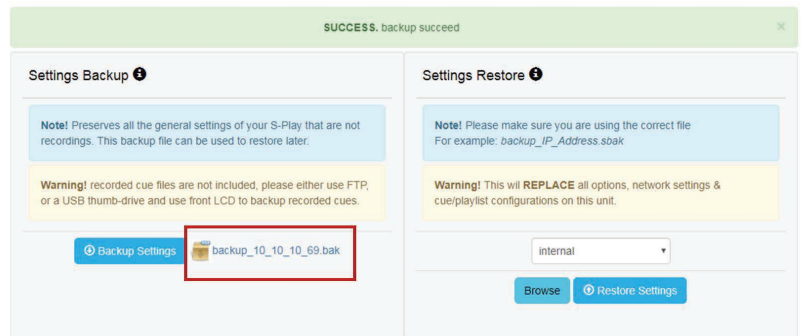 SUCCESS. backup succeed ×
Settings Backup
Note! Preserves all the general settings of your S-Play that are not
recordings. This backup file can be used to restore later.
Warning! recorded cue files are not included, please either use FTP,
or a USB thumb-drive and use front LCD to backup recorded cues.
Backup Settings
backup_10_10_10_69.bak
Settings Restore
Note! Please make sure you are using the correct file
For example: backup_IP_Address.sbak
Warning! This wil REPLACE all options, network settings &
cue/playlist configurations on this unit.
internal
Browse
Restore Settings